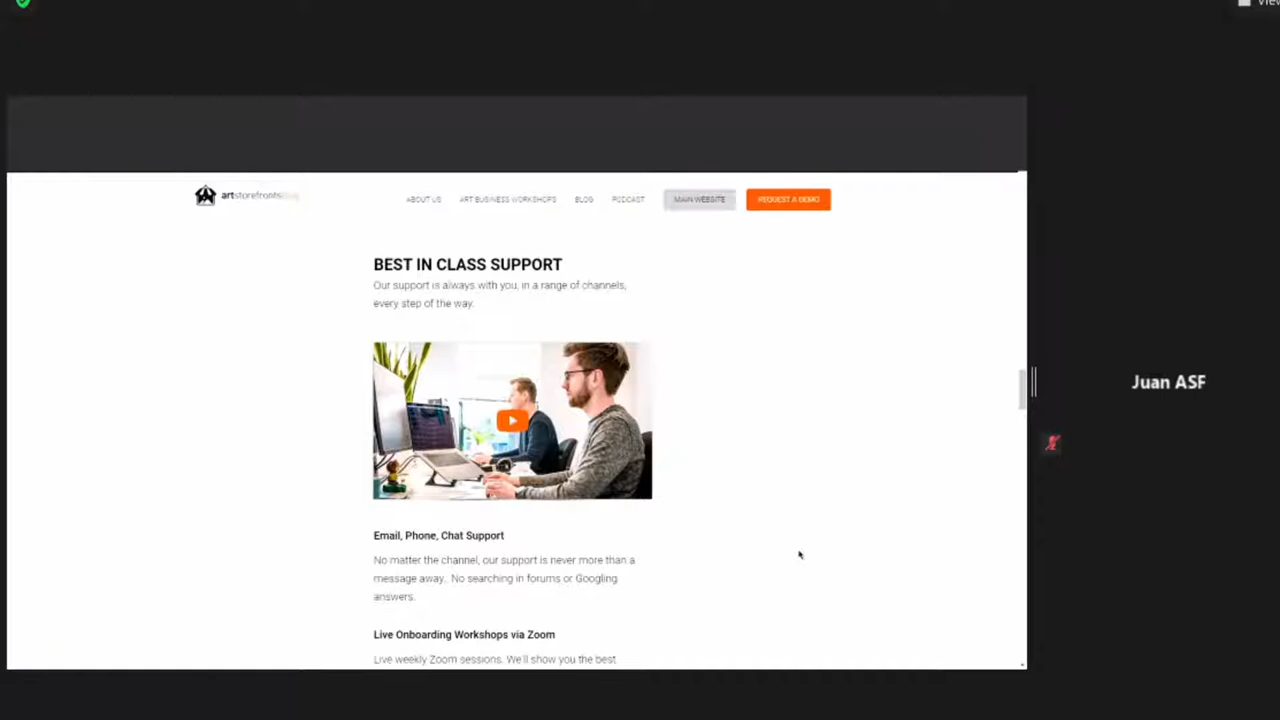 View
artstorefrontsblog
ABOUT US ART BUSINESS WORKSHOPS BLOG PODCAST MAIN WEBSITE REQUEST A DEMO
BEST IN CLASS SUPPORT
Our support is always with you, in a range of channels,
every step of the way.
Email, Phone, Chat Support
No matter the channel, our support is never more than a
message away. No searching in forums or Googling
answers.
Live Onboarding Workshops via Zoom
Live weekly Zoom sessions. We'll show you the best
Juan ASF